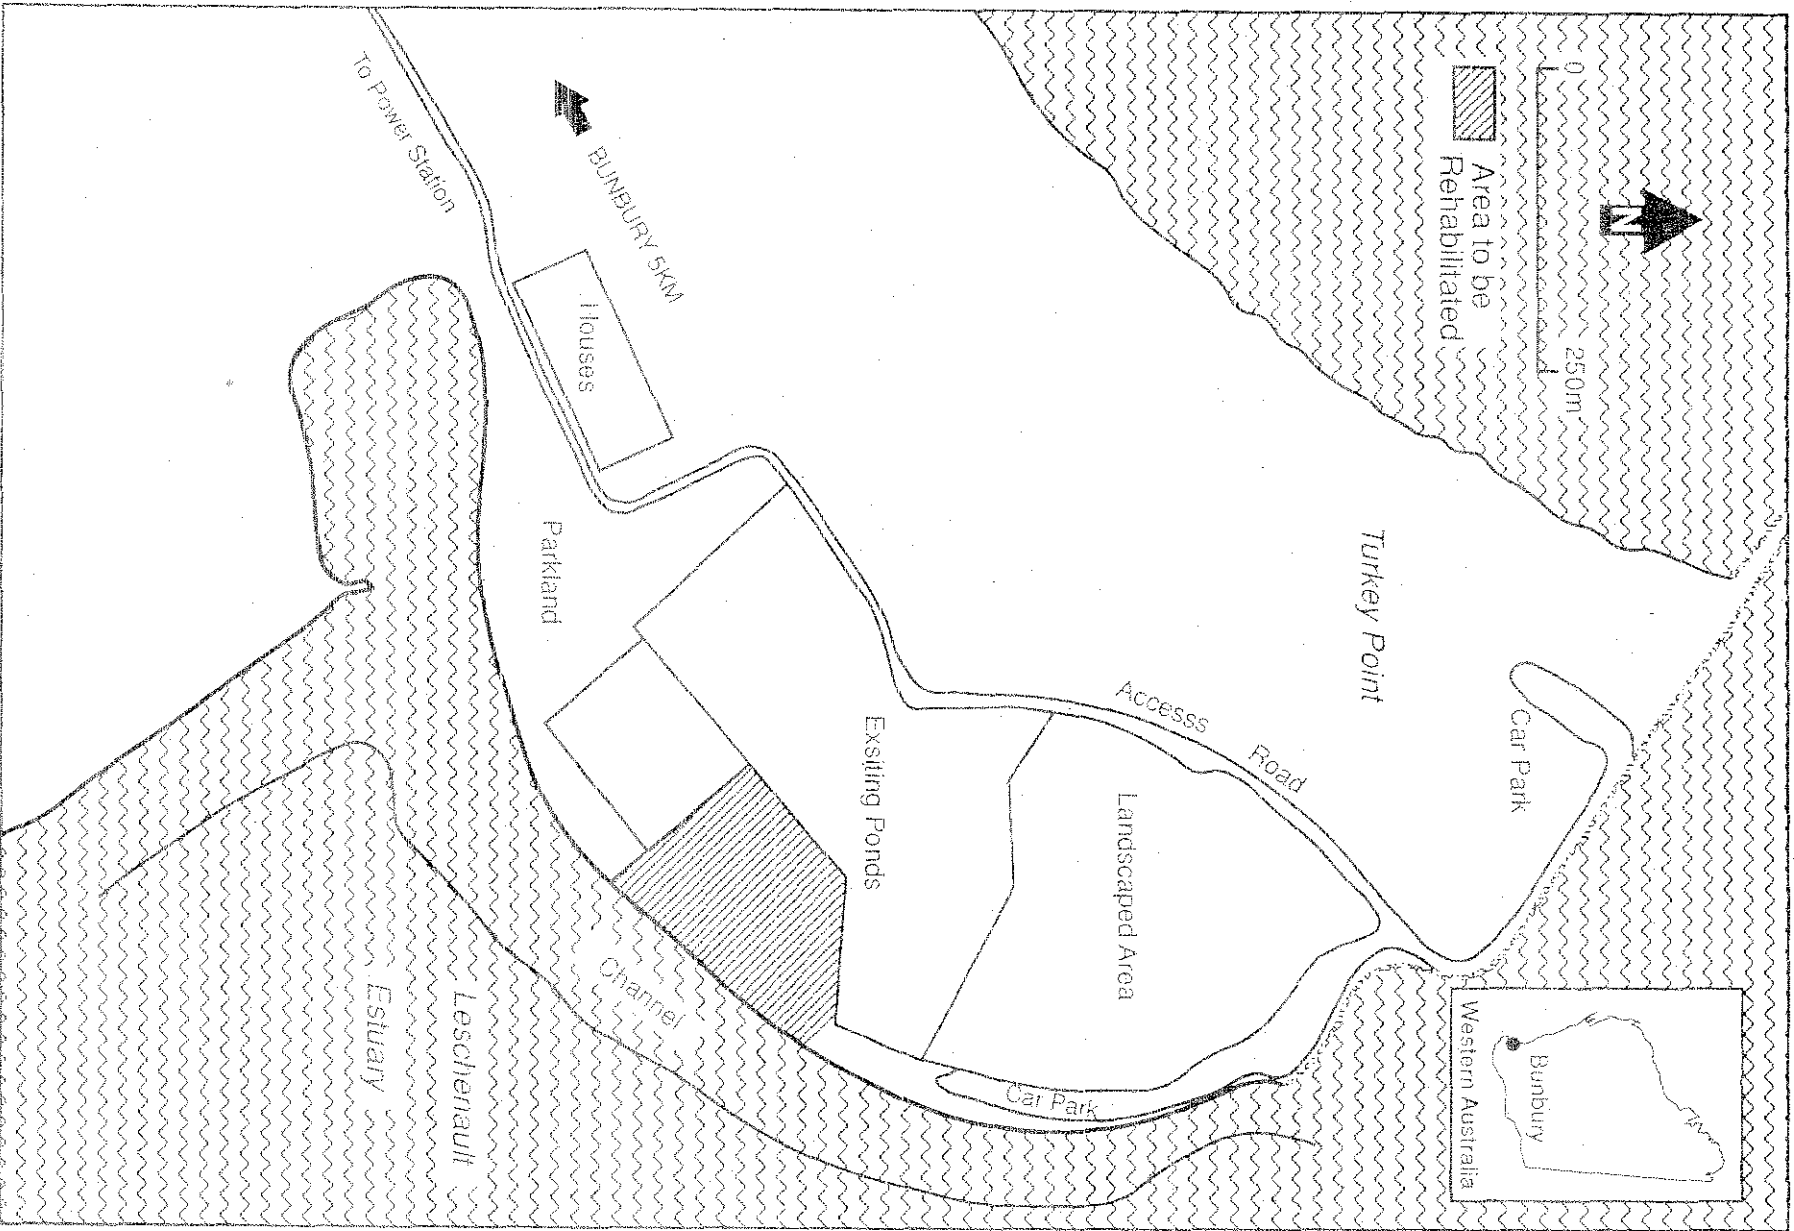 0
250m
N
Area to be
Rehabilitated
Western Australia
Bunbury
Car Park
Turkey Point
Accesss
Road
Landscaped Area
Car Park
Exsiting Ponds
Channel
Leschenault
Estuary
Parkland
Houses
BUNBURY 5KM
To Power Station